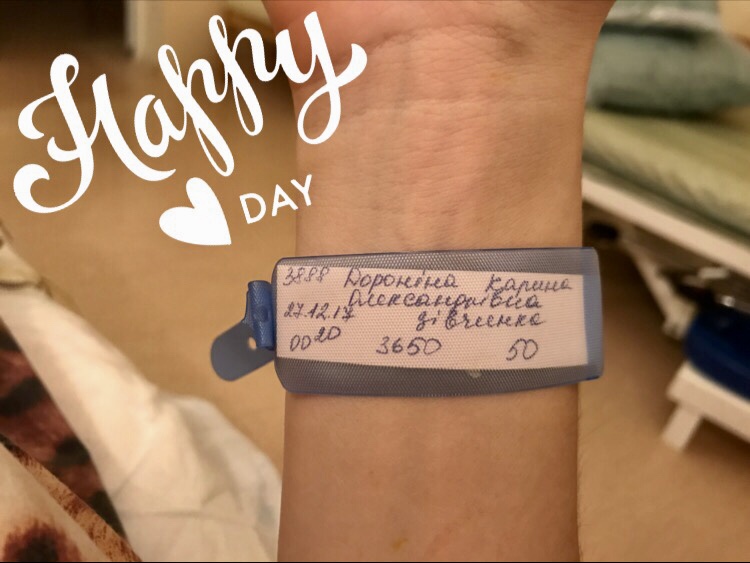 Happy
DAY
3888 Дороніна Карина
Олександрівна
27.12.17 дівчинка
00 20 3650 50